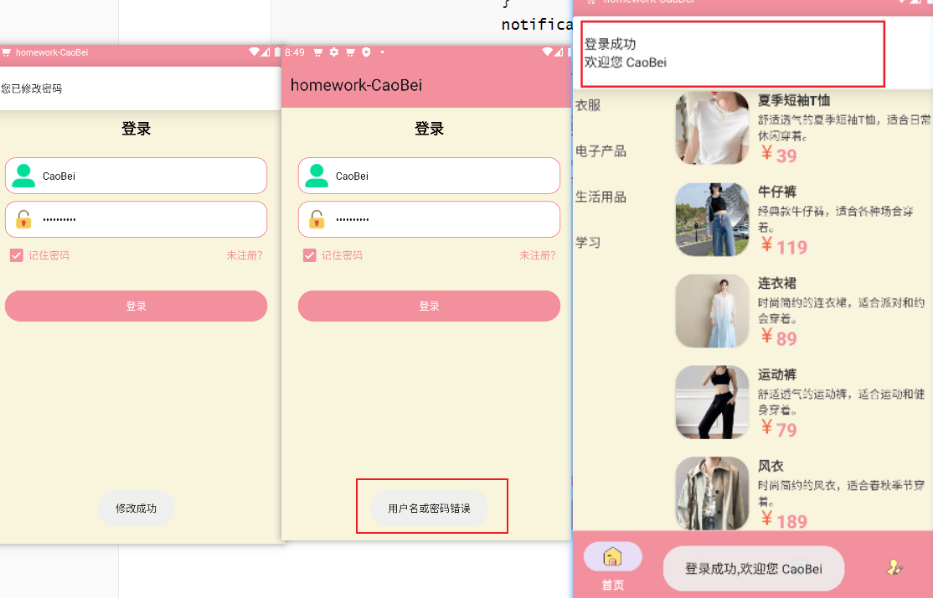 }
notifica
homework-CaoBei
您已修改密码
登录
CaoBei
••••••••••
记住密码
未注册?
登录
修改成功
8:49
homework-CaoBei
登录
CaoBei
••••••••••
记住密码
未注册?
登录
用户名或密码错误
homework-CaoBei
登录成功
欢迎您 CaoBei
衣服
电子产品
生活用品
学习
夏季短袖T恤
舒适透气的夏季短袖T恤，适合日常
休闲穿着。
￥39
牛仔裤
经典款牛仔裤，适合各种场合穿
着。
￥119
连衣裙
时尚简约的连衣裙，适合派对和约
会穿着。
￥89
运动裤
舒适透气的运动裤，适合运动和健
身穿着。
￥79
风衣
时尚简约的风衣，适合春秋季节穿
着。
￥189
首页
登录成功,欢迎您 CaoBei